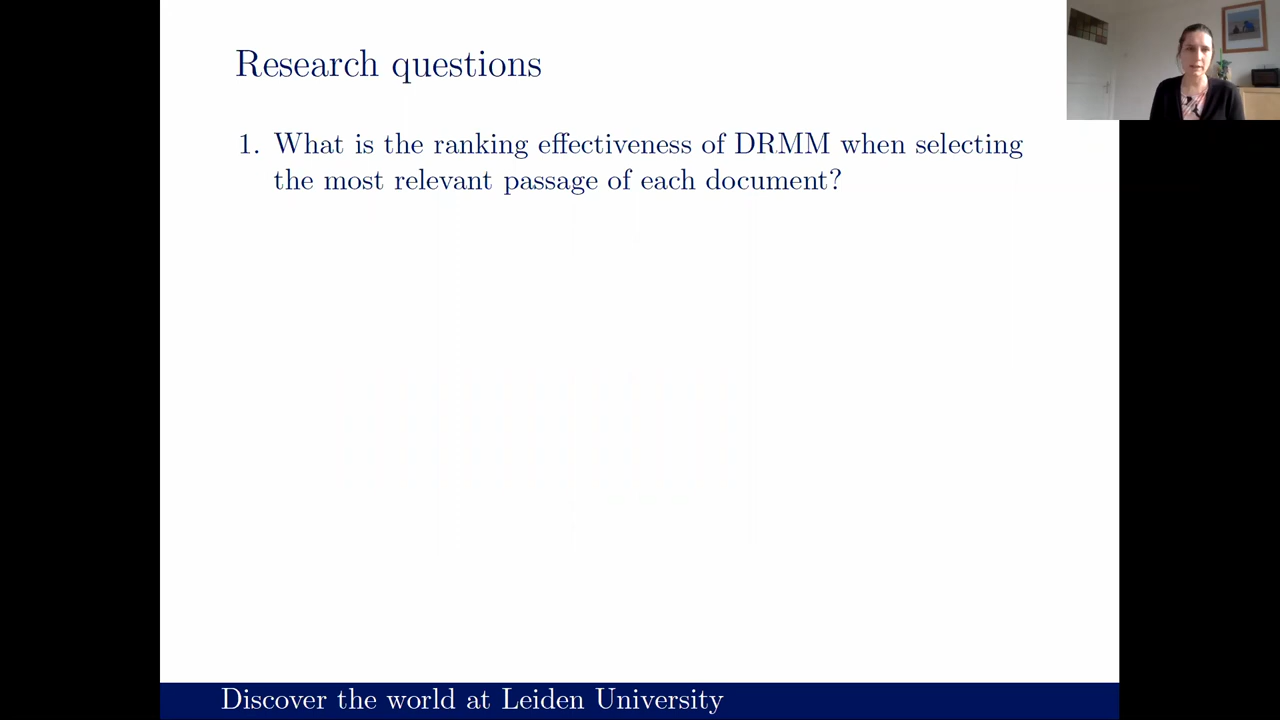 Research questions
1. What is the ranking effectiveness of DRMM when selecting
the most relevant passage of each document?
Discover the world at Leiden University